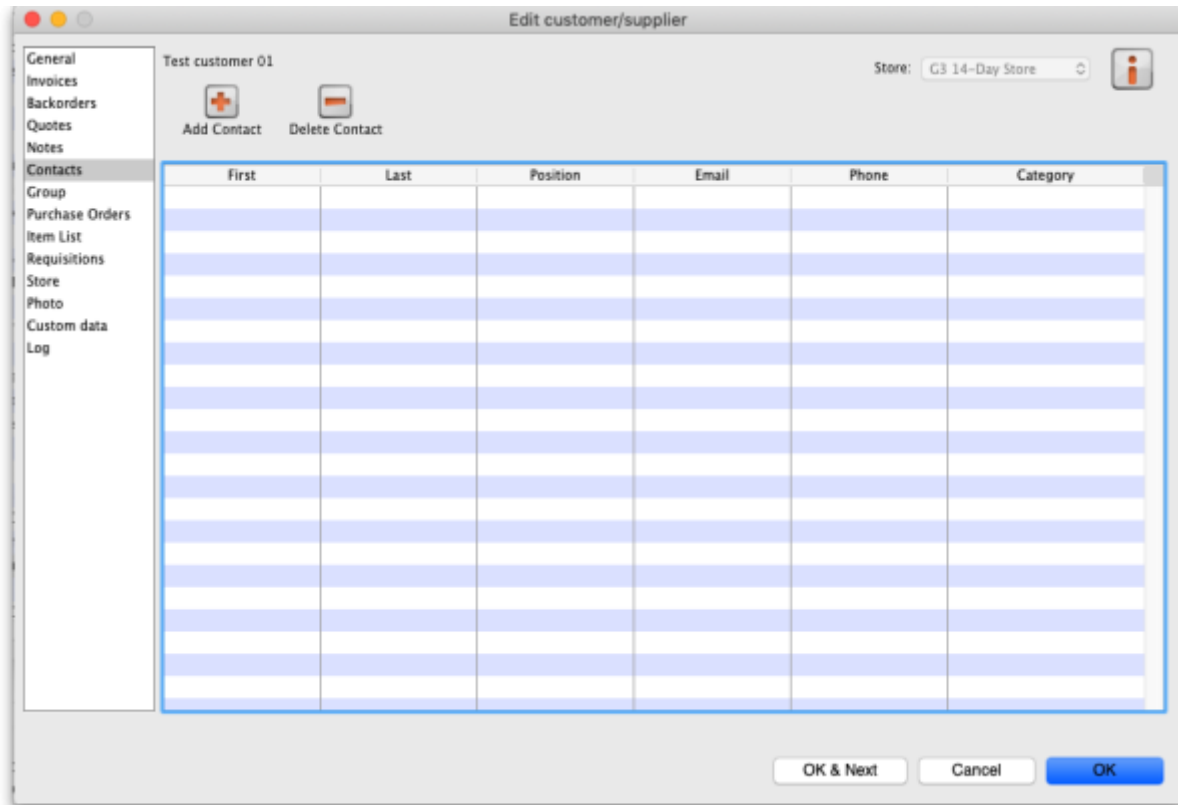 Edit customer/supplier
General
Invoices
Backorders
Quotes
Notes
Contacts
Group
Purchase Orders
Item List
Requisitions
Store
Photo
Custom data
Log
Test customer 01
Store: G3 14-Day Store
Add Contact Delete Contact
First Last Position Email Phone Category
OK & Next Cancel OK